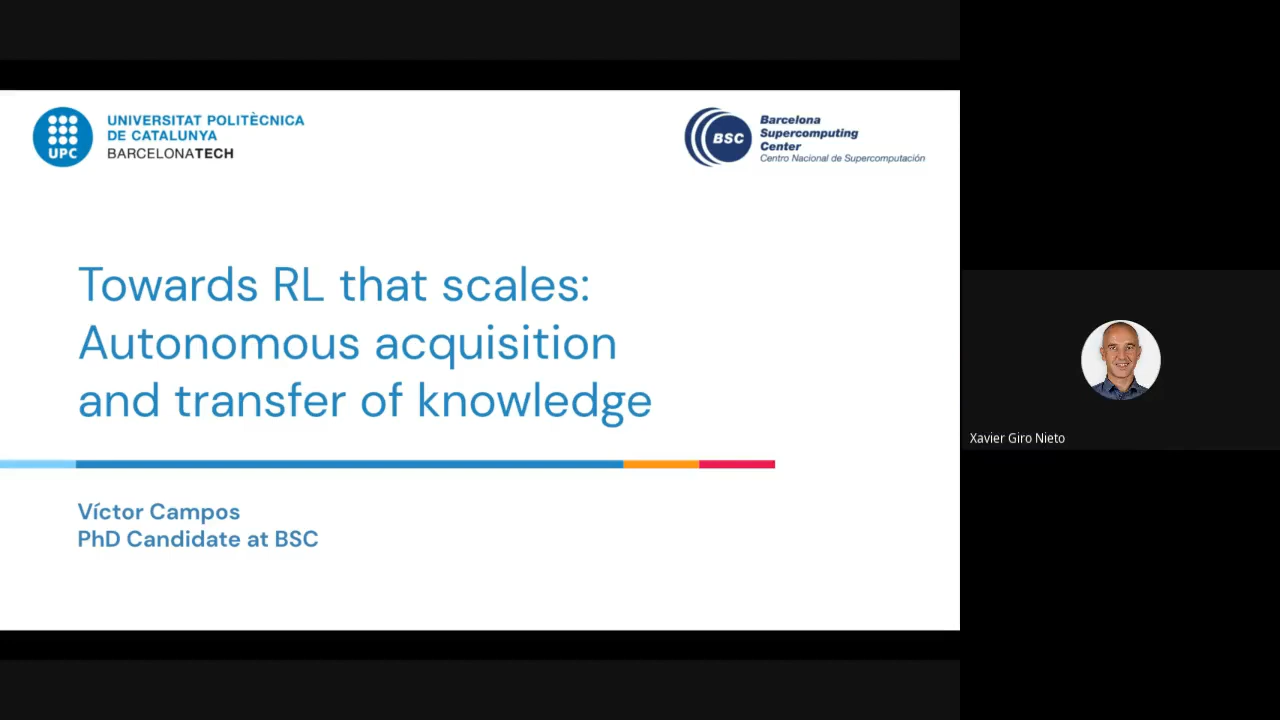 UPC
UNIVERSITAT POLITÈCNICA
DE CATALUNYA
BARCELONATECH
BSC
Barcelona
Supercomputing
Center
Centro Nacional de Supercomputación
Towards RL that scales:
Autonomous acquisition
and transfer of knowledge
Víctor Campos
PhD Candidate at BSC
Xavier Giro Nieto